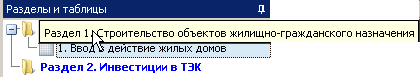 Разделы и таблицы
Раздел 1. Строительство объектов жилищно-гражданского назначения
1. Ввод в действие жилых домов
Раздел 2. Инвестиции в ТЭК